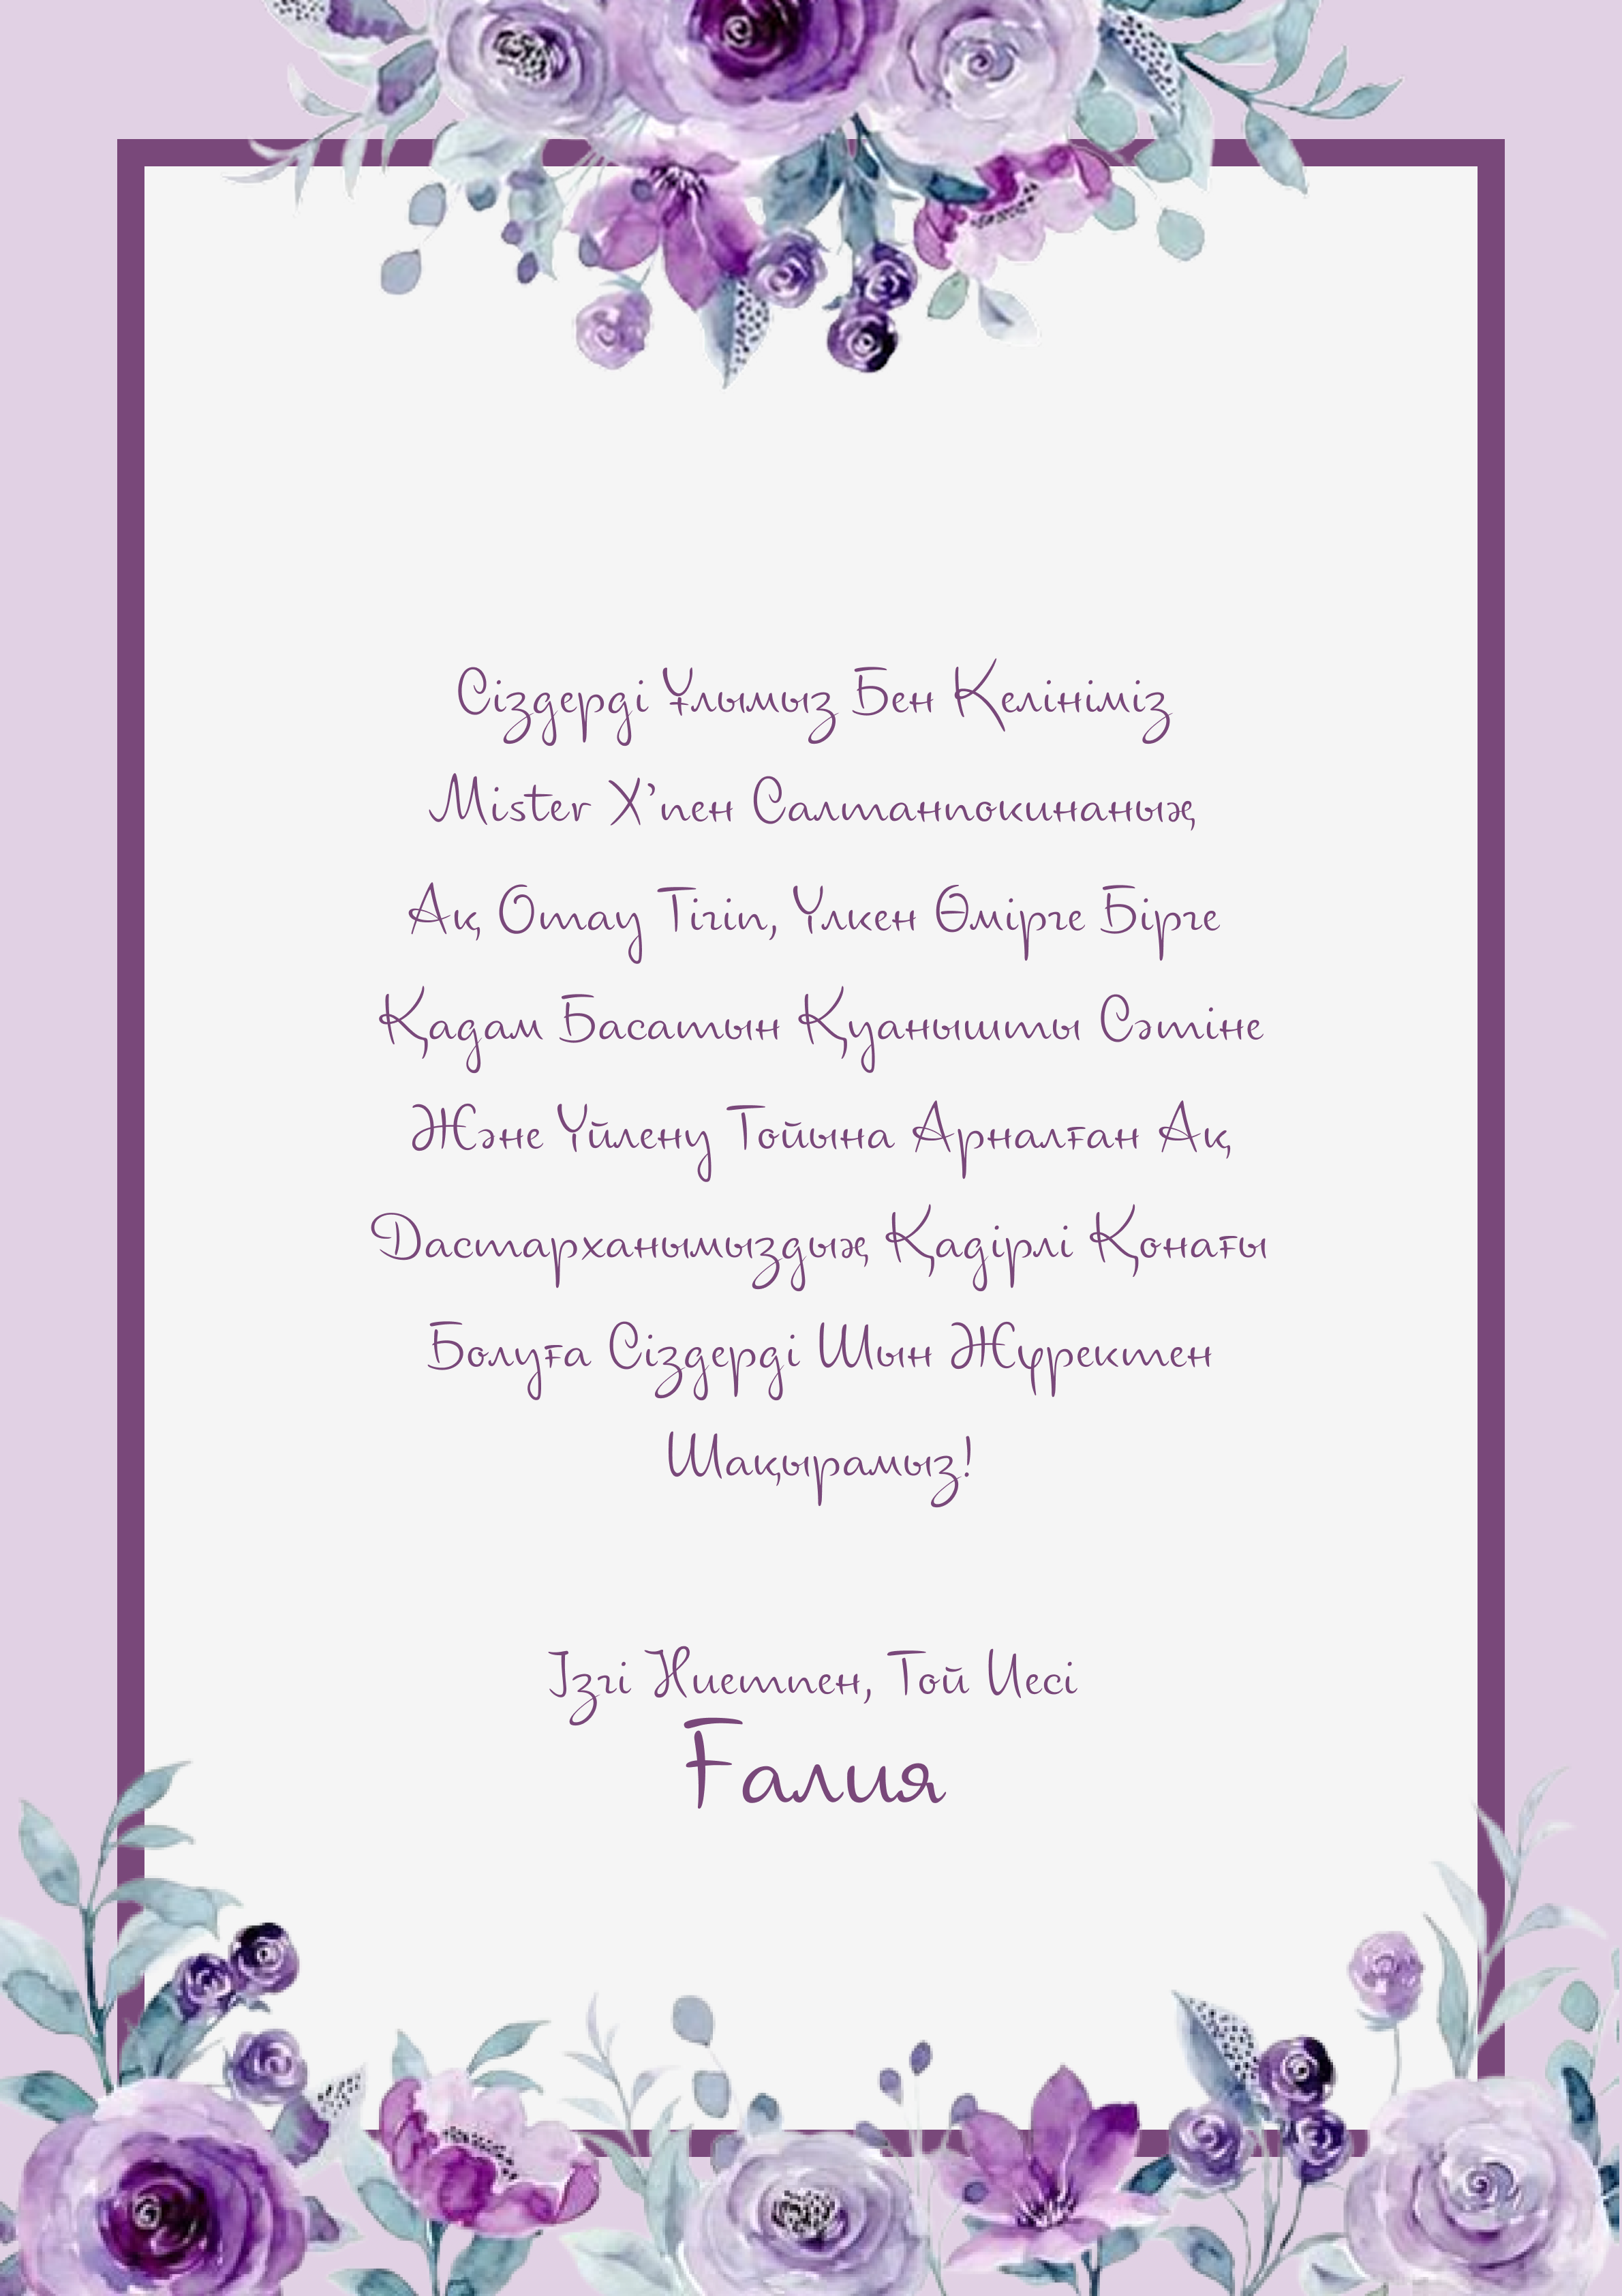 Сіздерді Ұлымыз Бен Келініміз
Mister X’пен Салтанпокинаның
Ақ Отау Тігіп, Үлкен Өмірге Бірге
Қадам Басатын Қуанышты Сәтіне
Және Үйлену Тойына Арналған Ақ
Дастарханымыздың Қадірлі Қонағы
Болуға Сіздерді Шын Жүректен
Шақырамыз!
Ізгі Ниетпен, Той Иесі
Ғалия